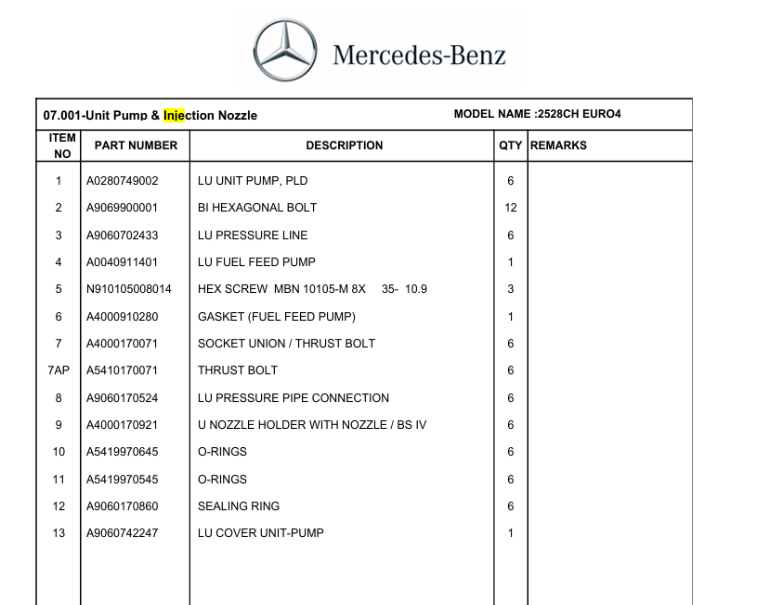 Mercedes-Benz
07.001-Unit Pump & Injection Nozzle MODEL NAME :2528CH EURO4
ITEM NO PART NUMBER DESCRIPTION QTY REMARKS
1 A0280749002 LU UNIT PUMP, PLD 6
2 A9069900001 BI HEXAGONAL BOLT 12
3 A9060702433 LU PRESSURE LINE 6
4 A0040911401 LU FUEL FEED PUMP 1
5 N910105008014 HEX SCREW MBN 10105-M 8X 35- 10.9 3
6 A4000910280 GASKET (FUEL FEED PUMP) 1
7 A4000170071 SOCKET UNION / THRUST BOLT 6
7AP A5410170071 THRUST BOLT 6
8 A9060170524 LU PRESSURE PIPE CONNECTION 6
9 A4000170921 U NOZZLE HOLDER WITH NOZZLE / BS IV 6
10 A5419970645 O-RINGS 6
11 A5419970545 O-RINGS 6
12 A9060170860 SEALING RING 6
13 A9060742247 LU COVER UNIT-PUMP 1